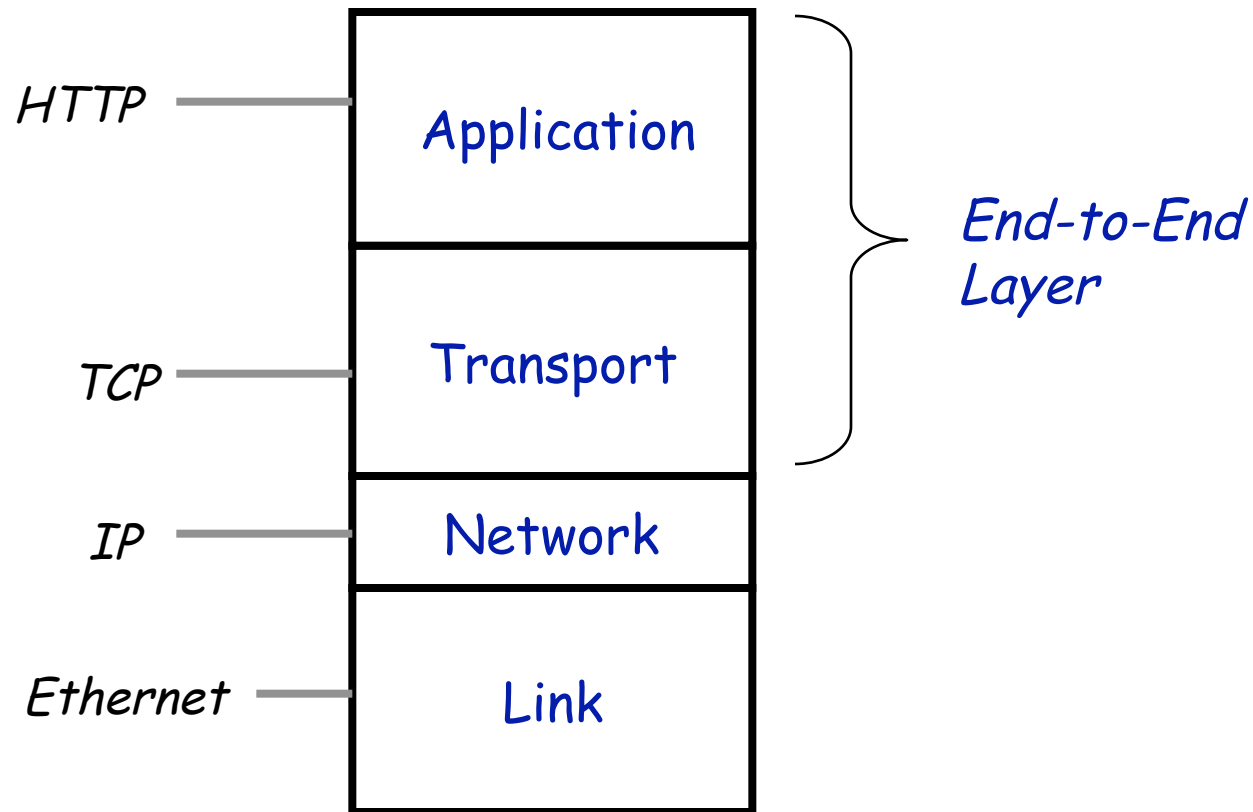 HTTP
Application
End-to-End
Layer
Transport
TCP
Network
IP
Link
Ethernet